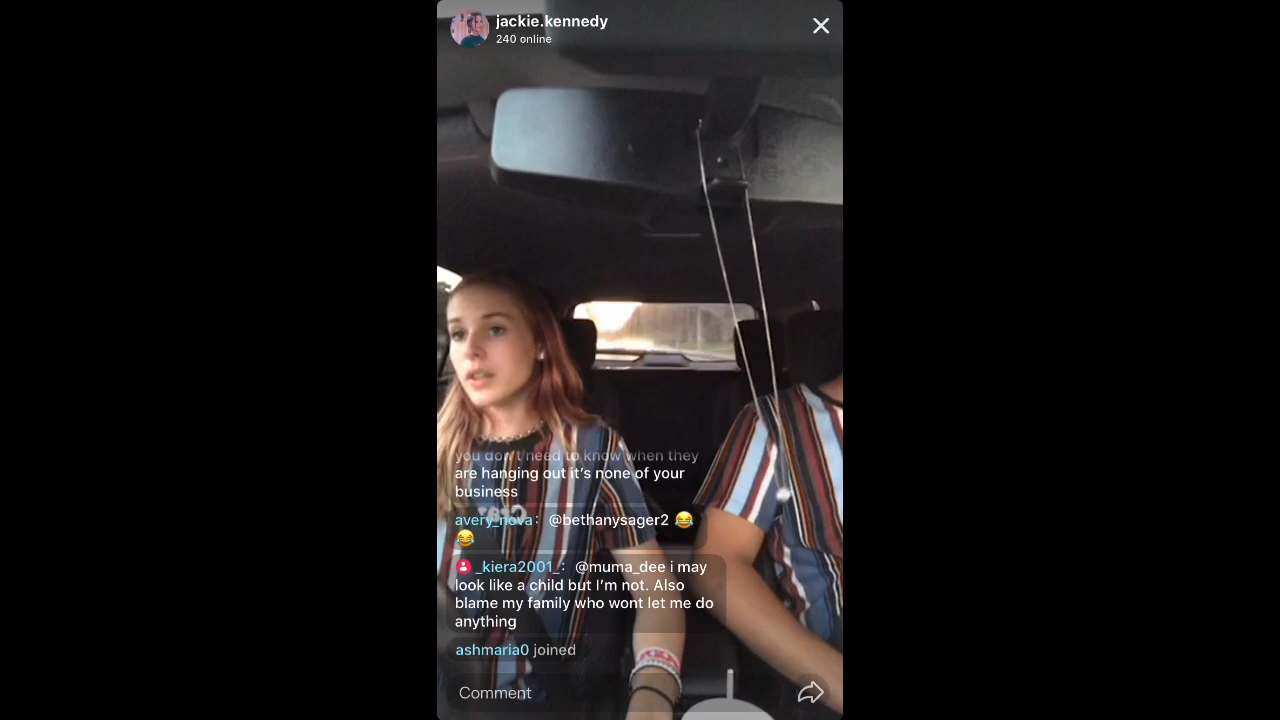 jackie.kennedy
240 online
you don't need to know when they
are hanging out it's none of your
business
avery_nova: @bethanysager2 😂
😂
_kiera2001_: @muma_dee i may
look like a child but I'm not. Also
blame my family who wont let me do
anything
ashmaria0 joined
Comment